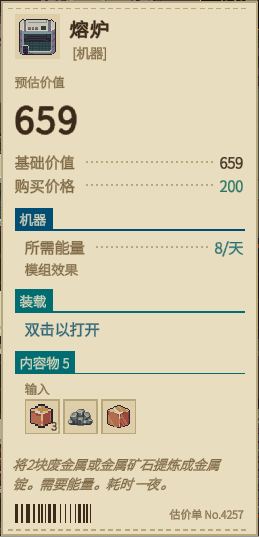 熔炉
[机器]
预估价值
659
基础价值 659
购买价格 200
机器
所需能量 8/天
模组效果
装载
双击以打开
内容物 5
输入
3
将2块废金属或金属矿石提炼成金属
锭。需要能量。耗时一夜。
估价单 No.4257